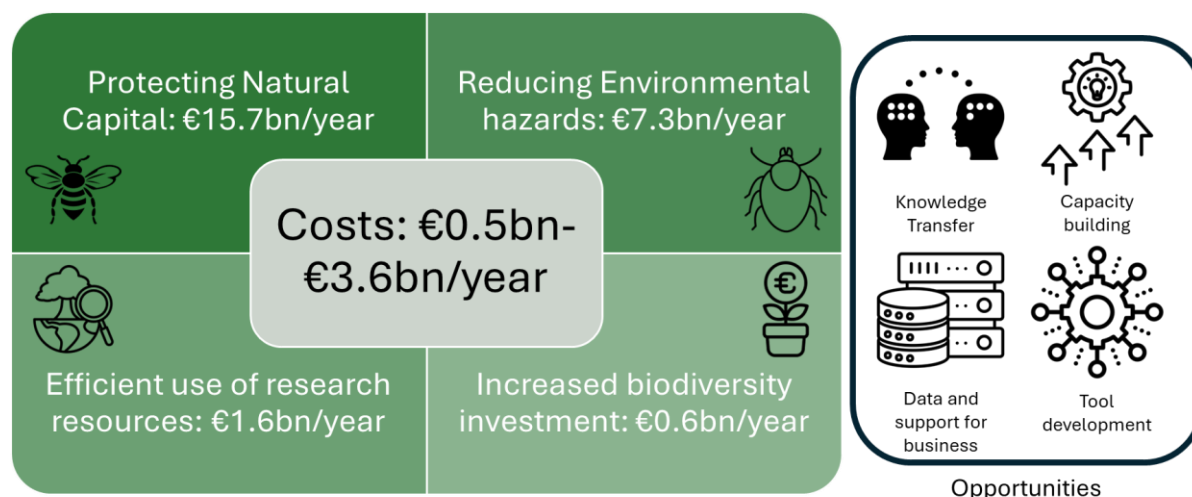 Protecting Natural
Capital: €15.7bn/year
Reducing Environmental
hazards: €7.3bn/year
Costs: €0.5bn-
€3.6bn/year
Efficient use of research
resources: €1.6bn/year
Increased biodiversity
investment: €0.6bn/year
€
Knowledge
Transfer
Capacity
building
Data and
support for
business
Tool
development
Opportunities